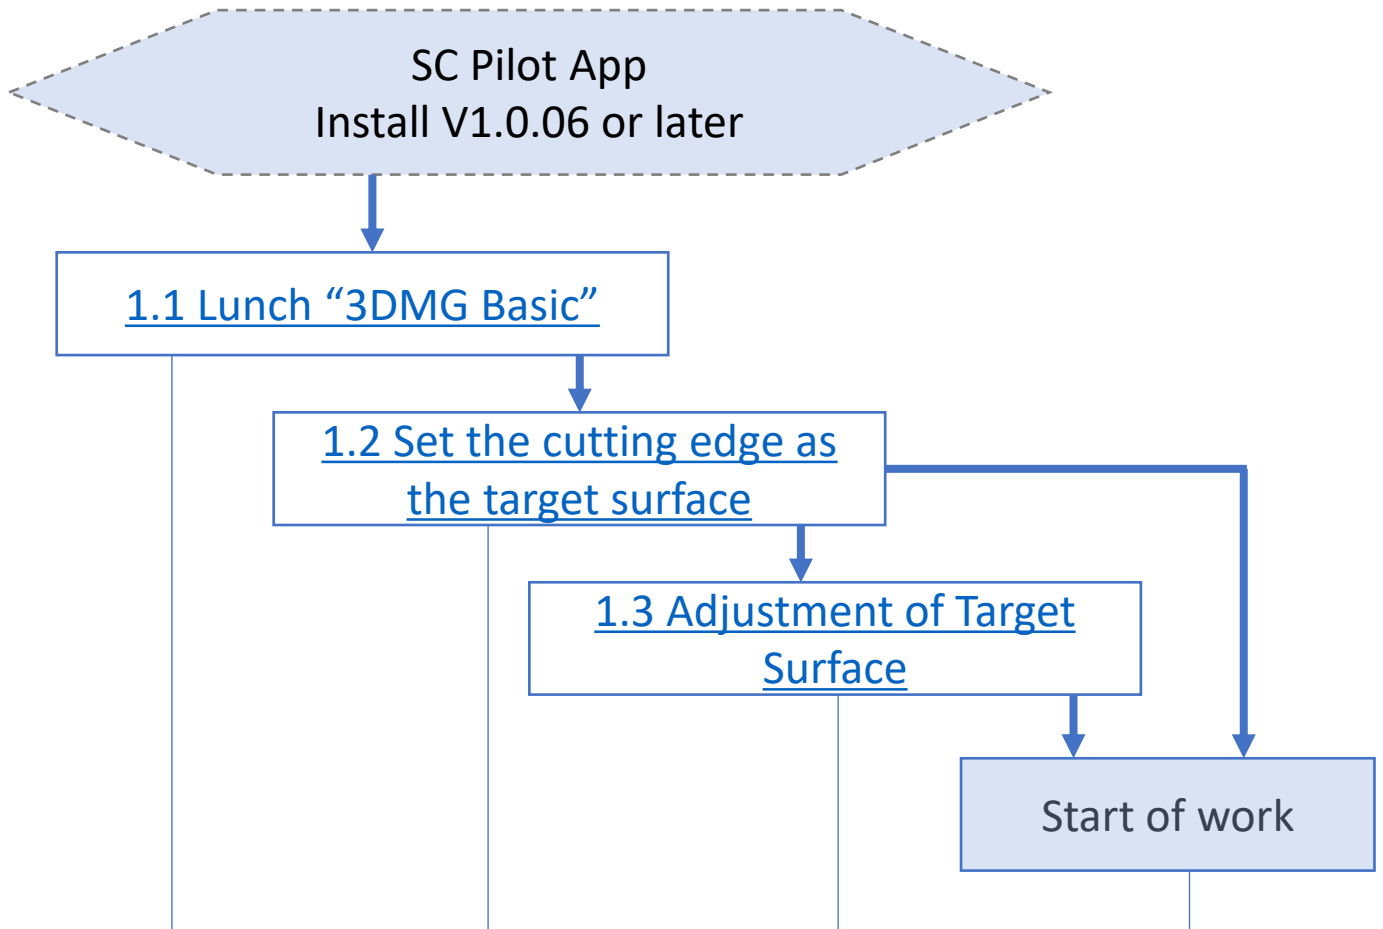 SC Pilot App
Install V1.0.06 or later
1.1 Lunch “3DMG Basic”
1.2 Set the cutting edge as
the target surface
1.3 Adjustment of Target
Surface
Start of work